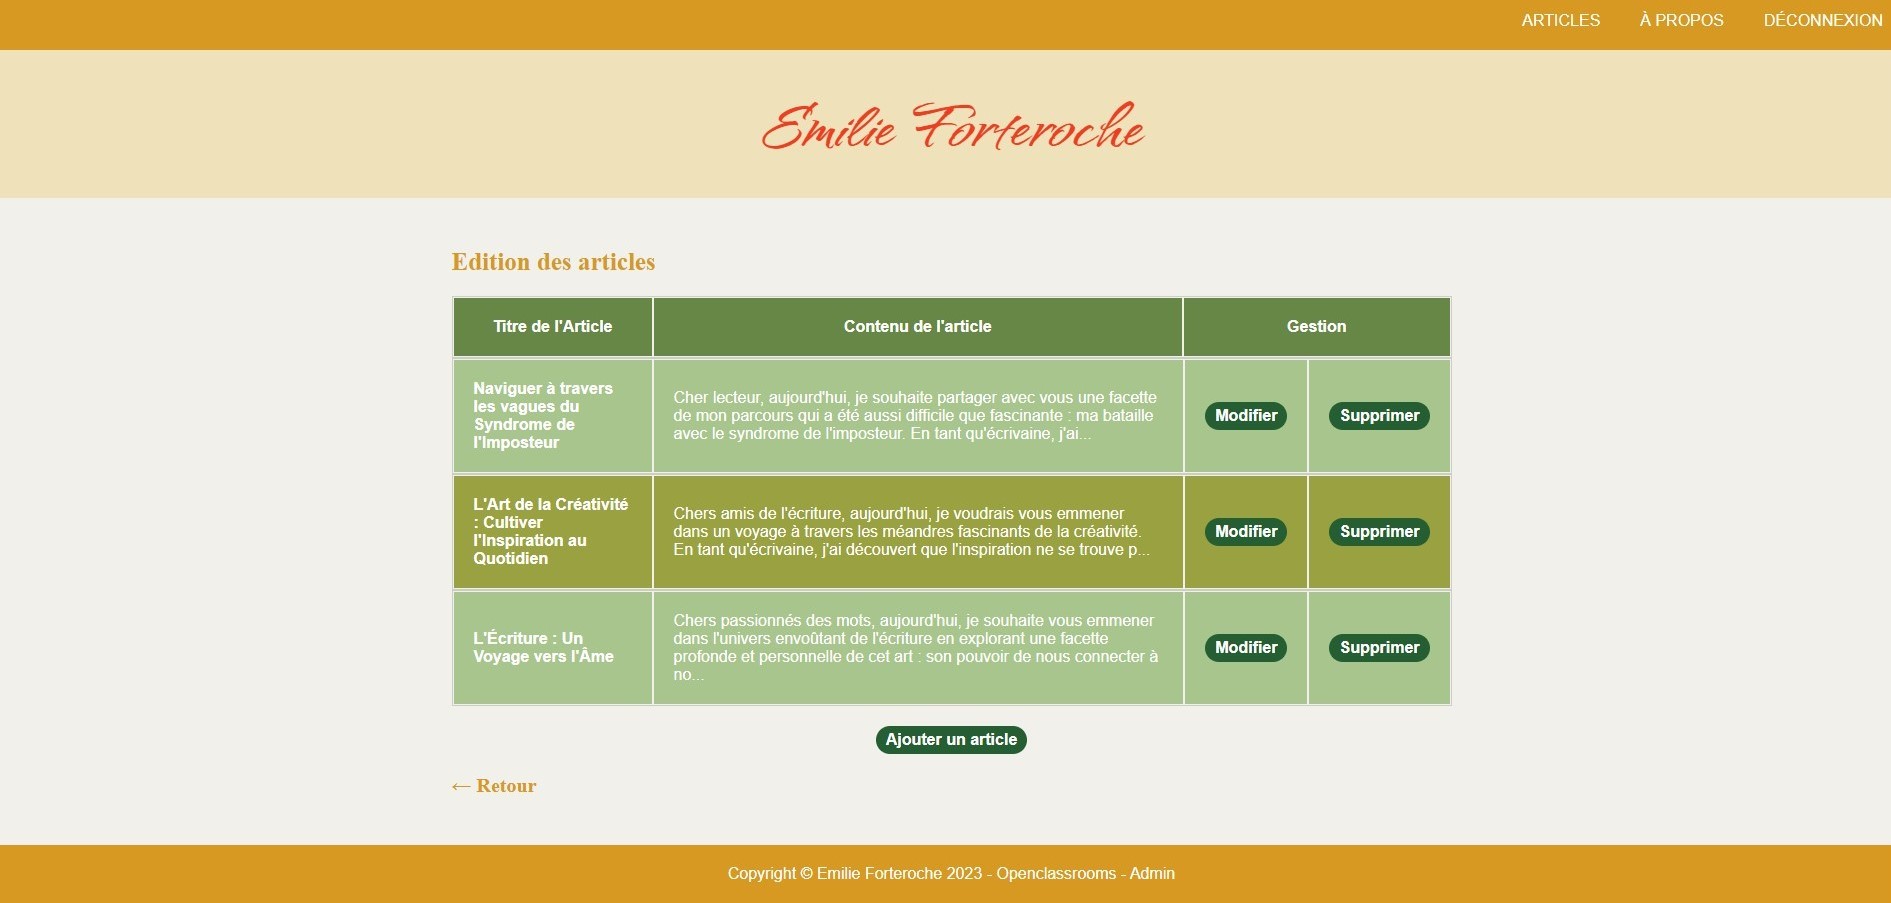 ARTICLES À PROPOS DÉCONNEXION
Emilie Forteroche
Edition des articles
Titre de l'Article Contenu de l'article Gestion
Naviguer à travers
les vagues du
Syndrome de
l'Imposteur
Cher lecteur, aujourd'hui, je souhaite partager avec vous une facette
de mon parcours qui a été aussi difficile que fascinante : ma bataille
avec le syndrome de l'imposteur. En tant qu'écrivaine, j'ai...
Modifier Supprimer
L'Art de la Créativité
: Cultiver
l'Inspiration au
Quotidien
Chers amis de l'écriture, aujourd'hui, je voudrais vous emmener
dans un voyage à travers les méandres fascinants de la créativité.
En tant qu'écrivaine, j'ai découvert que l'inspiration ne se trouve p...
Modifier Supprimer
L'Écriture : Un
Voyage vers l'Âme
Chers passionnés des mots, aujourd'hui, je souhaite vous emmener
dans l'univers envoûtant de l'écriture en explorant une facette
profonde et personnelle de cet art : son pouvoir de nous connecter à
no...
Modifier Supprimer
Ajouter un article
← Retour
Copyright © Emilie Forteroche 2023 - Openclassrooms - Admin